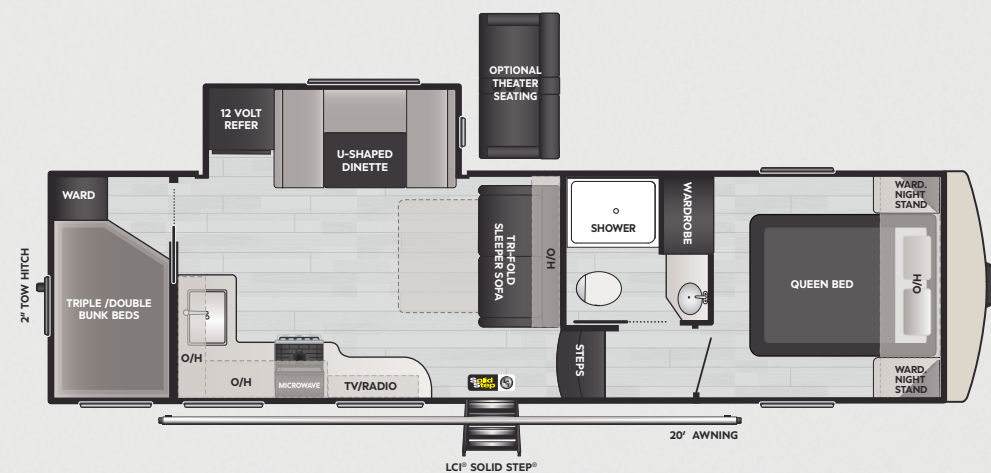 OPTIONAL
THEATER
SEATING
12 VOLT
REFER
U-SHAPED
DINETTE
WARD
TRIPLE /DOUBLE
BUNK BEDS
2" TOW HITCH
O/H
O/H
MICROWAVE
TV/RADIO
TRI-FOLD
SLEEPER SOFA
O/H
SHOWER
WARDROBE
STEPS
Solid
Step
QUEEN BED
O/H
WARD.
NIGHT
STAND
WARD.
NIGHT
STAND
20' AWNING
LCI® SOLID STEP®